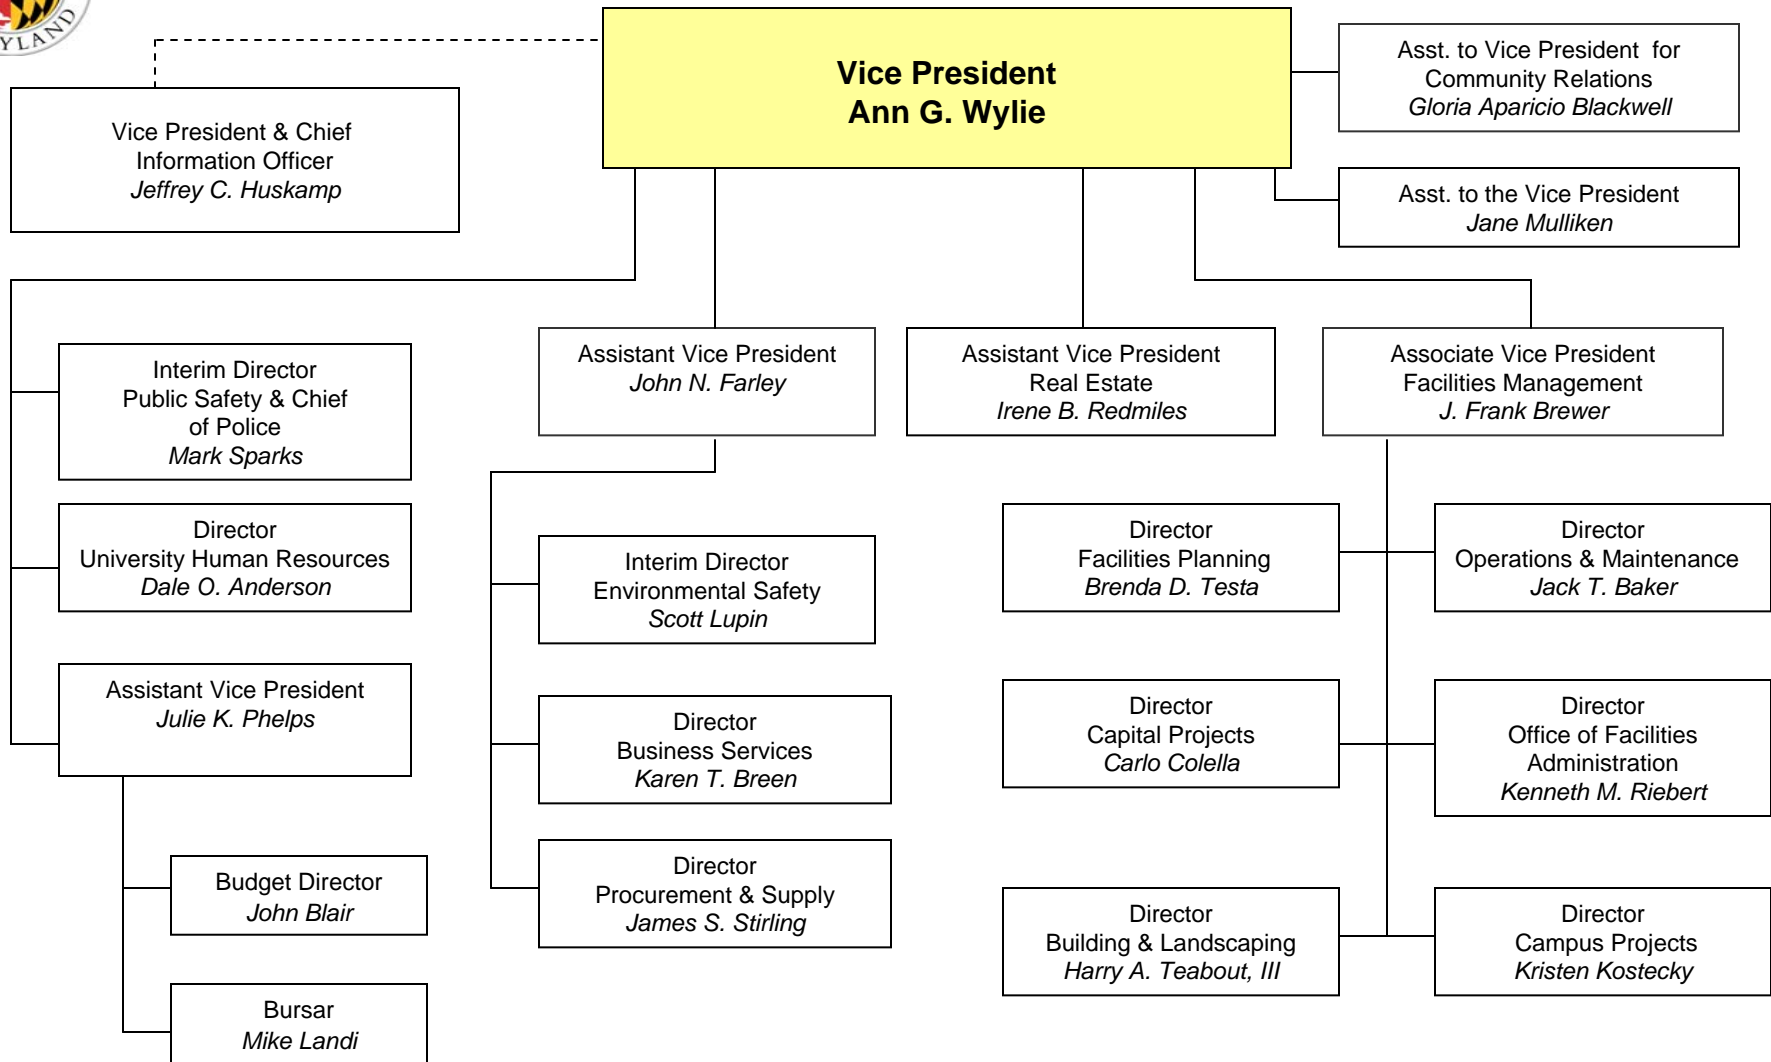 YLAND
Vice President
Ann G. Wylie
Asst. to Vice President for
Community Relations
Gloria Aparicio Blackwell
Vice President & Chief
Information Officer
Jeffrey C. Huskamp
Asst. to the Vice President
Jane Mulliken
Interim Director
Public Safety & Chief
of Police
Mark Sparks
Director
University Human Resources
Dale O. Anderson
Assistant Vice President
Julie K. Phelps
Budget Director
John Blair
Bursar
Mike Landi
Assistant Vice President
John N. Farley
Interim Director
Environmental Safety
Scott Lupin
Director
Business Services
Karen T. Breen
Director
Procurement & Supply
James S. Stirling
Assistant Vice President
Real Estate
Irene B. Redmiles
Associate Vice President
Facilities Management
J. Frank Brewer
Director
Facilities Planning
Brenda D. Testa
Director
Operations & Maintenance
Jack T. Baker
Director
Capital Projects
Carlo Colella
Director
Office of Facilities
Administration
Kenneth M. Riebert
Director
Building & Landscaping
Harry A. Teabout, III
Director
Campus Projects
Kristen Kostecky